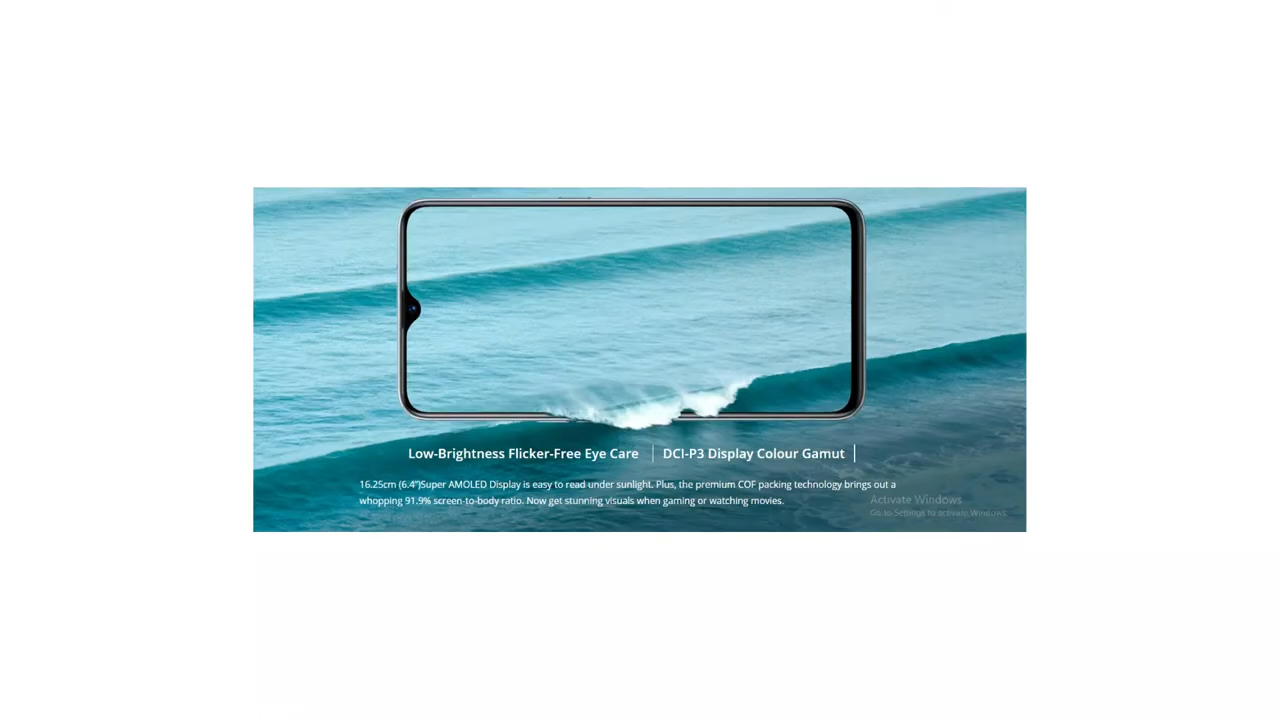 Low-Brightness Flicker-Free Eye Care | DCI-P3 Display Colour Gamut |
16.25cm (6.4")Super AMOLED Display is easy to read under sunlight. Plus, the premium COF packing technology brings out a
whopping 91.9% screen-to-body ratio. Now get stunning visuals when gaming or watching movies.
Activate Windows
Go to Settings to activate Windows.